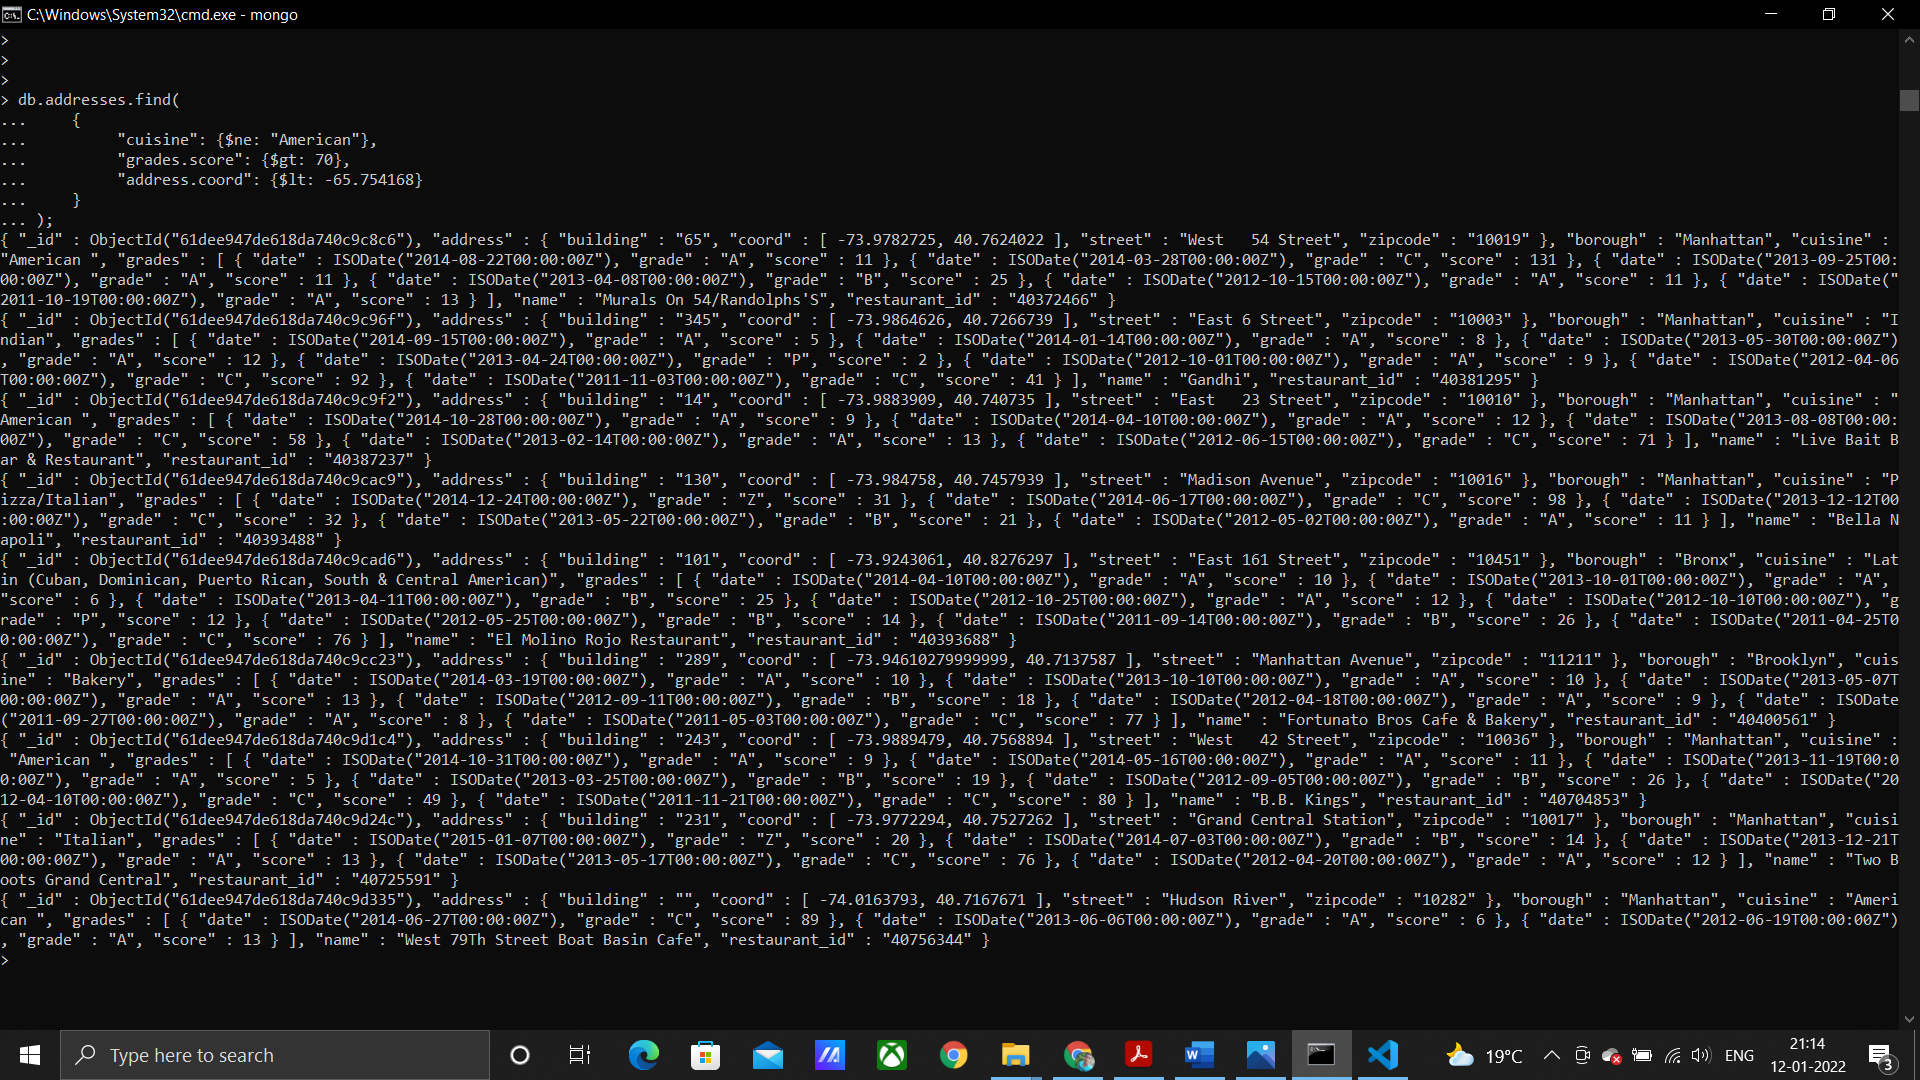 C:\Windows\System32\cmd.exe - mongo
>
>
>
> db.addresses.find(
...     {
...          "cuisine": {$ne: "American"},
...          "grades.score": {$gt: 70},
...          "address.coord": {$lt: -65.754168}
...     }
... );
{ "_id" : ObjectId("61dee947de618da740c9c8c6"), "address" : { "building" : "65", "coord" : [ -73.9782725, 40.7624022 ], "street" : "West   54 Street", "zipcode" : "10019" }, "borough" : "Manhattan", "cuisine" :
"American ", "grades" : [ { "date" : ISODate("2014-08-22T00:00:00Z"), "grade" : "A", "score" : 11 }, { "date" : ISODate("2014-03-28T00:00:00Z"), "grade" : "C", "score" : 131 }, { "date" : ISODate("2013-09-25T00:
00:00Z"), "grade" : "A", "score" : 11 }, { "date" : ISODate("2013-04-08T00:00:00Z"), "grade" : "B", "score" : 25 }, { "date" : ISODate("2012-10-15T00:00:00Z"), "grade" : "A", "score" : 11 }, { "date" : ISODate("
2011-10-19T00:00:00Z"), "grade" : "A", "score" : 13 } ], "name" : "Murals On 54/Randolphs'S", "restaurant_id" : "40372466" }
{ "_id" : ObjectId("61dee947de618da740c9c96f"), "address" : { "building" : "345", "coord" : [ -73.9864626, 40.7266739 ], "street" : "East 6 Street", "zipcode" : "10003" }, "borough" : "Manhattan", "cuisine" : "I
ndian", "grades" : [ { "date" : ISODate("2014-09-15T00:00:00Z"), "grade" : "A", "score" : 5 }, { "date" : ISODate("2014-01-14T00:00:00Z"), "grade" : "A", "score" : 8 }, { "date" : ISODate("2013-05-30T00:00:00Z")
, "grade" : "A", "score" : 12 }, { "date" : ISODate("2013-04-24T00:00:00Z"), "grade" : "P", "score" : 2 }, { "date" : ISODate("2012-10-01T00:00:00Z"), "grade" : "A", "score" : 9 }, { "date" : ISODate("2012-04-06
T00:00:00Z"), "grade" : "C", "score" : 92 }, { "date" : ISODate("2011-11-03T00:00:00Z"), "grade" : "C", "score" : 41 } ], "name" : "Gandhi", "restaurant_id" : "40381295" }
{ "_id" : ObjectId("61dee947de618da740c9c9f2"), "address" : { "building" : "14", "coord" : [ -73.9883909, 40.740735 ], "street" : "East   23 Street", "zipcode" : "10010" }, "borough" : "Manhattan", "cuisine" : "
American ", "grades" : [ { "date" : ISODate("2014-10-28T00:00:00Z"), "grade" : "A", "score" : 9 }, { "date" : ISODate("2014-04-10T00:00:00Z"), "grade" : "A", "score" : 12 }, { "date" : ISODate("2013-08-08T00:00:
00Z"), "grade" : "C", "score" : 58 }, { "date" : ISODate("2013-02-14T00:00:00Z"), "grade" : "A", "score" : 13 }, { "date" : ISODate("2012-06-15T00:00:00Z"), "grade" : "C", "score" : 71 } ], "name" : "Live Bait B
ar & Restaurant", "restaurant_id" : "40387237" }
{ "_id" : ObjectId("61dee947de618da740c9cac9"), "address" : { "building" : "130", "coord" : [ -73.984758, 40.7457939 ], "street" : "Madison Avenue", "zipcode" : "10016" }, "borough" : "Manhattan", "cuisine" : "P
izza/Italian", "grades" : [ { "date" : ISODate("2014-12-24T00:00:00Z"), "grade" : "Z", "score" : 31 }, { "date" : ISODate("2014-06-17T00:00:00Z"), "grade" : "C", "score" : 98 }, { "date" : ISODate("2013-12-12T00
:00:00Z"), "grade" : "C", "score" : 32 }, { "date" : ISODate("2013-05-22T00:00:00Z"), "grade" : "B", "score" : 21 }, { "date" : ISODate("2012-05-02T00:00:00Z"), "grade" : "A", "score" : 11 } ], "name" : "Bella N
apoli", "restaurant_id" : "40393488" }
{ "_id" : ObjectId("61dee947de618da740c9cad6"), "address" : { "building" : "101", "coord" : [ -73.9243061, 40.8276297 ], "street" : "East 161 Street", "zipcode" : "10451" }, "borough" : "Bronx", "cuisine" : "Lat
in (Cuban, Dominican, Puerto Rican, South & Central American)", "grades" : [ { "date" : ISODate("2014-04-10T00:00:00Z"), "grade" : "A", "score" : 10 }, { "date" : ISODate("2013-10-01T00:00:00Z"), "grade" : "A",
"score" : 6 }, { "date" : ISODate("2013-04-11T00:00:00Z"), "grade" : "B", "score" : 25 }, { "date" : ISODate("2012-10-25T00:00:00Z"), "grade" : "A", "score" : 12 }, { "date" : ISODate("2012-10-10T00:00:00Z"), "g
rade" : "P", "score" : 12 }, { "date" : ISODate("2012-05-25T00:00:00Z"), "grade" : "B", "score" : 14 }, { "date" : ISODate("2011-09-14T00:00:00Z"), "grade" : "B", "score" : 26 }, { "date" : ISODate("2011-04-25T0
0:00:00Z"), "grade" : "C", "score" : 76 } ], "name" : "El Molino Rojo Restaurant", "restaurant_id" : "40393688" }
{ "_id" : ObjectId("61dee947de618da740c9cc23"), "address" : { "building" : "289", "coord" : [ -73.94610279999999, 40.7137587 ], "street" : "Manhattan Avenue", "zipcode" : "11211" }, "borough" : "Brooklyn", "cuis
ine" : "Bakery", "grades" : [ { "date" : ISODate("2014-03-19T00:00:00Z"), "grade" : "A", "score" : 10 }, { "date" : ISODate("2013-10-10T00:00:00Z"), "grade" : "A", "score" : 10 }, { "date" : ISODate("2013-05-07T
00:00:00Z"), "grade" : "A", "score" : 13 }, { "date" : ISODate("2012-09-11T00:00:00Z"), "grade" : "B", "score" : 18 }, { "date" : ISODate("2012-04-18T00:00:00Z"), "grade" : "A", "score" : 9 }, { "date" : ISODate
("2011-09-27T00:00:00Z"), "grade" : "A", "score" : 8 }, { "date" : ISODate("2011-05-03T00:00:00Z"), "grade" : "C", "score" : 77 } ], "name" : "Fortunato Bros Cafe & Bakery", "restaurant_id" : "40400561" }
{ "_id" : ObjectId("61dee947de618da740c9d1c4"), "address" : { "building" : "243", "coord" : [ -73.9889479, 40.7568894 ], "street" : "West   42 Street", "zipcode" : "10036" }, "borough" : "Manhattan", "cuisine" :
 "American ", "grades" : [ { "date" : ISODate("2014-10-31T00:00:00Z"), "grade" : "A", "score" : 9 }, { "date" : ISODate("2014-05-16T00:00:00Z"), "grade" : "A", "score" : 11 }, { "date" : ISODate("2013-11-19T00:0
0:00Z"), "grade" : "A", "score" : 5 }, { "date" : ISODate("2013-03-25T00:00:00Z"), "grade" : "B", "score" : 19 }, { "date" : ISODate("2012-09-05T00:00:00Z"), "grade" : "B", "score" : 26 }, { "date" : ISODate("20
12-04-10T00:00:00Z"), "grade" : "C", "score" : 49 }, { "date" : ISODate("2011-11-21T00:00:00Z"), "grade" : "C", "score" : 80 } ], "name" : "B.B. Kings", "restaurant_id" : "40704853" }
{ "_id" : ObjectId("61dee947de618da740c9d24c"), "address" : { "building" : "231", "coord" : [ -73.9772294, 40.7527262 ], "street" : "Grand Central Station", "zipcode" : "10017" }, "borough" : "Manhattan", "cuisi
ne" : "Italian", "grades" : [ { "date" : ISODate("2015-01-07T00:00:00Z"), "grade" : "Z", "score" : 20 }, { "date" : ISODate("2014-07-03T00:00:00Z"), "grade" : "B", "score" : 14 }, { "date" : ISODate("2013-12-21T
00:00:00Z"), "grade" : "A", "score" : 13 }, { "date" : ISODate("2013-05-17T00:00:00Z"), "grade" : "C", "score" : 76 }, { "date" : ISODate("2012-04-20T00:00:00Z"), "grade" : "A", "score" : 12 } ], "name" : "Two B
oots Grand Central", "restaurant_id" : "40725591" }
{ "_id" : ObjectId("61dee947de618da740c9d335"), "address" : { "building" : "", "coord" : [ -74.0163793, 40.7167671 ], "street" : "Hudson River", "zipcode" : "10282" }, "borough" : "Manhattan", "cuisine" : "Ameri
can ", "grades" : [ { "date" : ISODate("2014-06-27T00:00:00Z"), "grade" : "C", "score" : 89 }, { "date" : ISODate("2013-06-06T00:00:00Z"), "grade" : "A", "score" : 6 }, { "date" : ISODate("2012-06-19T00:00:00Z")
, "grade" : "A", "score" : 13 } ], "name" : "West 79Th Street Boat Basin Cafe", "restaurant_id" : "40756344" }
>
Type here to search
19°C
ENG
21:14
12-01-2022
3